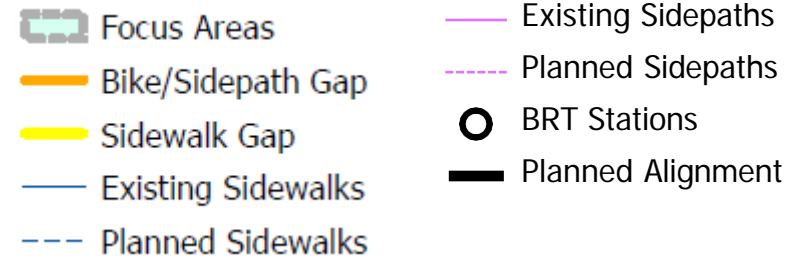 Focus Areas
Bike/Sidepath Gap
Sidewalk Gap
Existing Sidewalks
Planned Sidewalks
Existing Sidepaths
Planned Sidepaths
BRT Stations
Planned Alignment